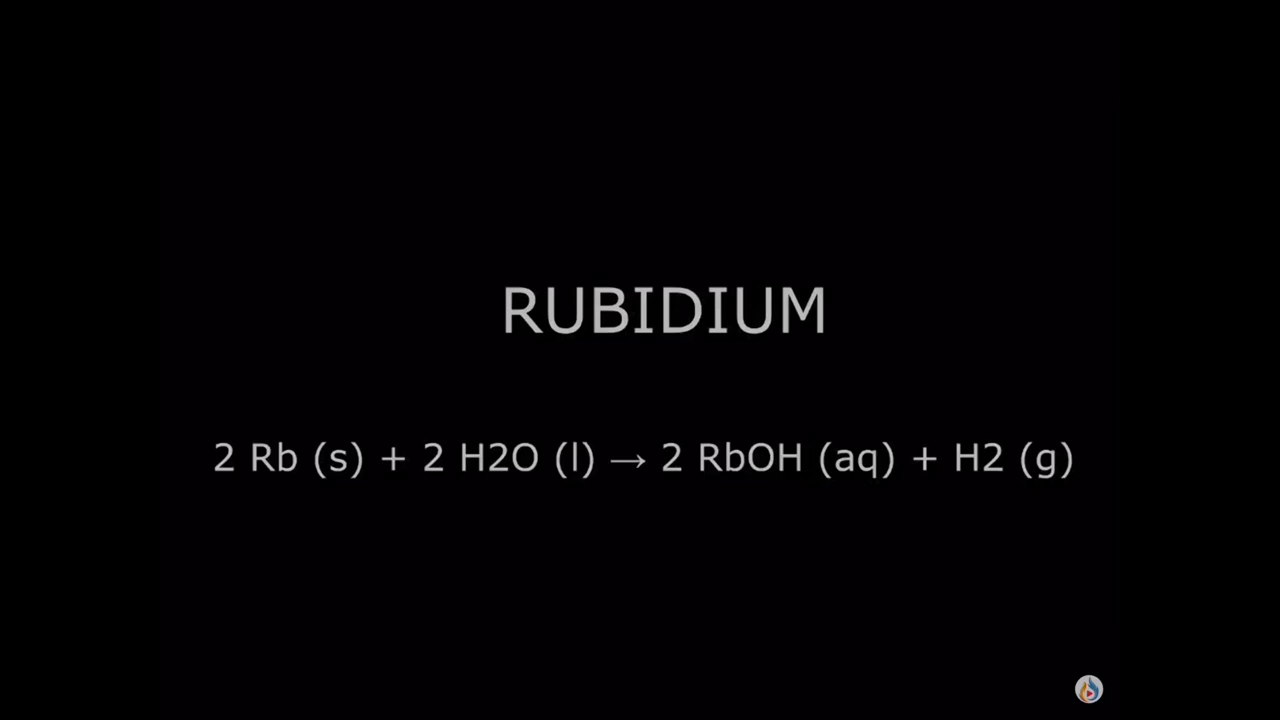 RUBIDIUM
2 Rb (s) + 2 H2O (l) → 2 RbOH (aq) + H2 (g)